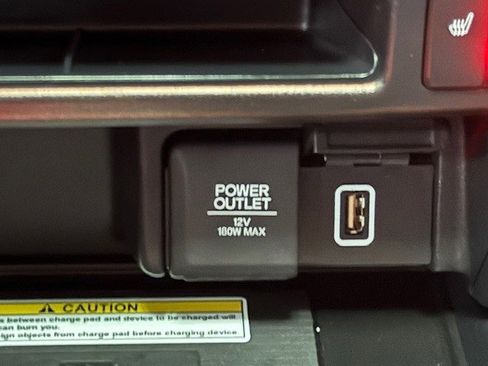 POWER
OUTLET
12V
180W MAX
CAUTION
s between charge pad and device to be charged will
can burn you.
ign objects from charge pad before charging device